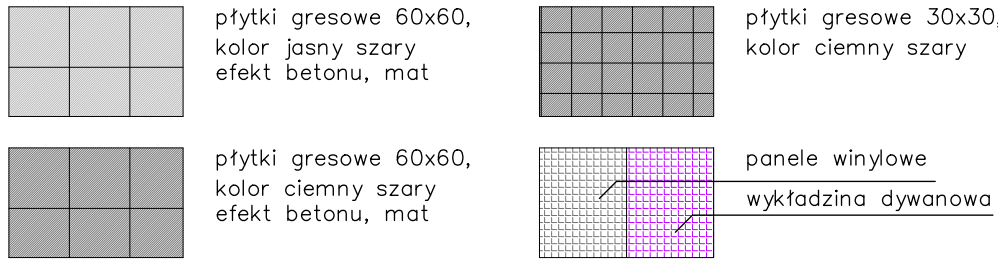 płytki gresowe 60x60,
kolor jasny szary
efekt betonu, mat
płytki gresowe 30x30,
kolor ciemny szary
płytki gresowe 60x60,
kolor ciemny szary
efekt betonu, mat
panele winylowe
wykładzina dywanowa